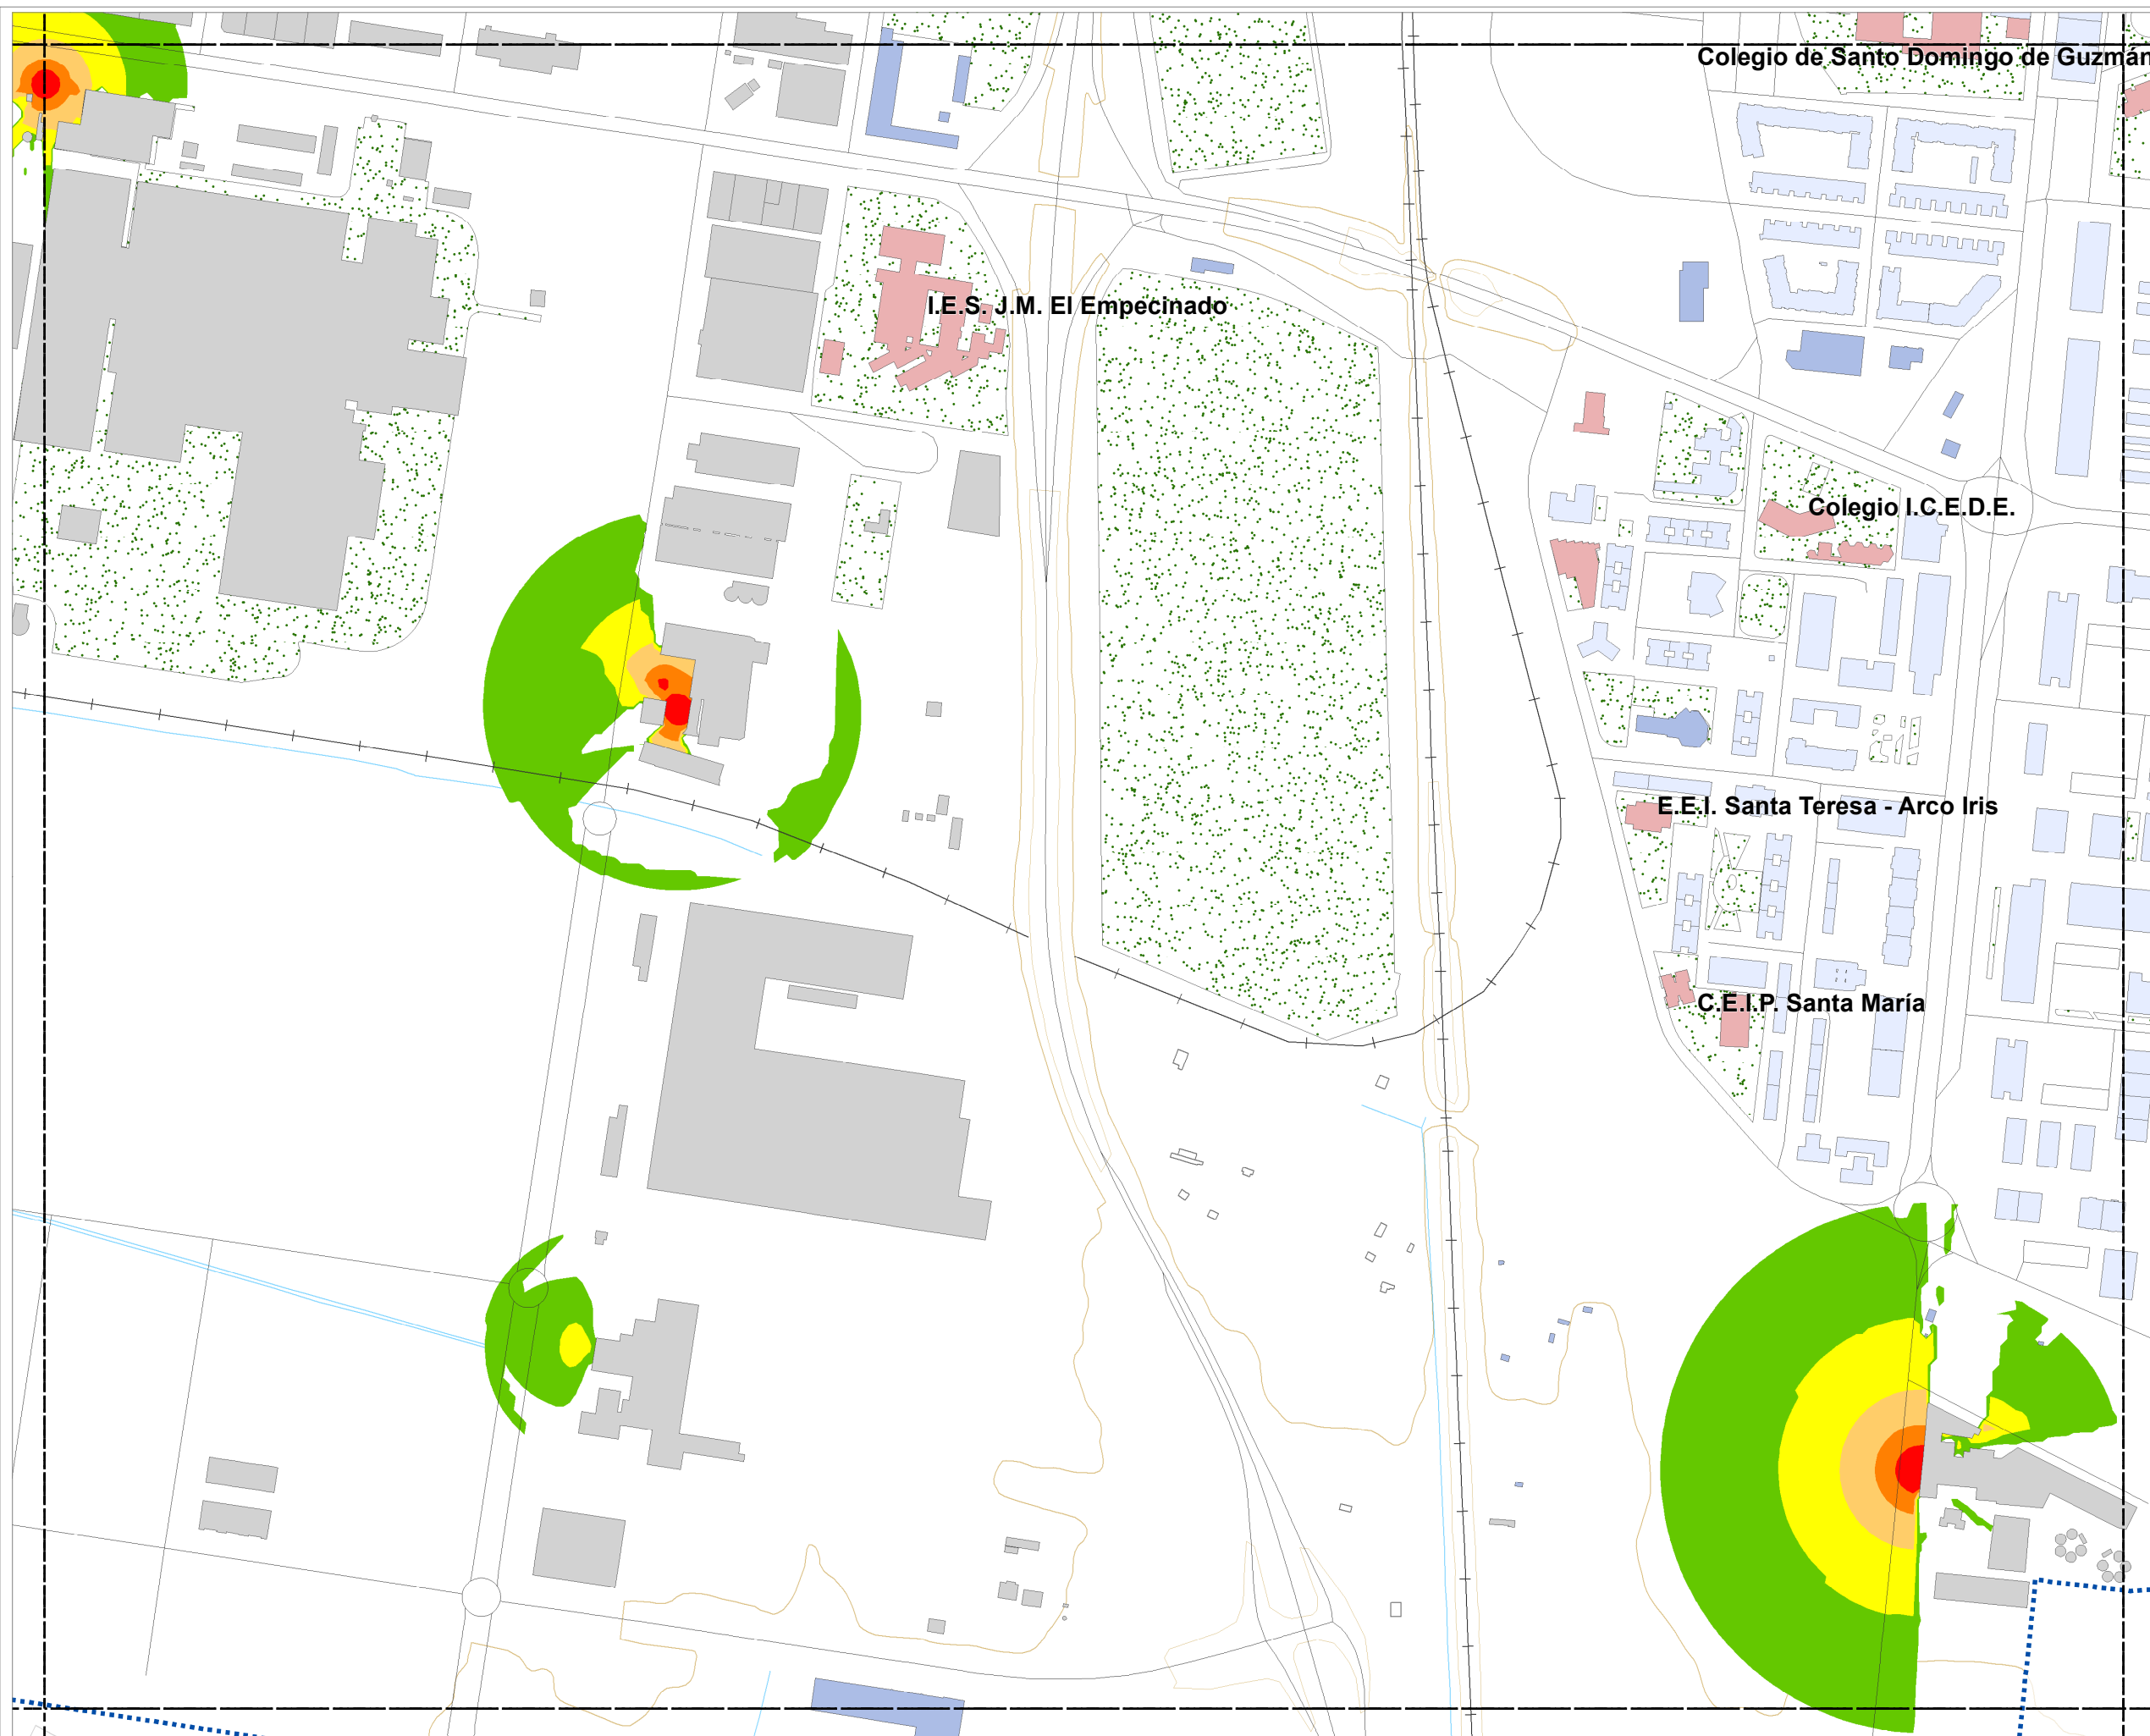 Colegio de Santo Domingo de Guzmán
I.E.S. J.M. El Empecinado
Colegio I.C.E.D.E.
E.E.I. Santa Teresa - Arco Iris
C.E.I.P. Santa María